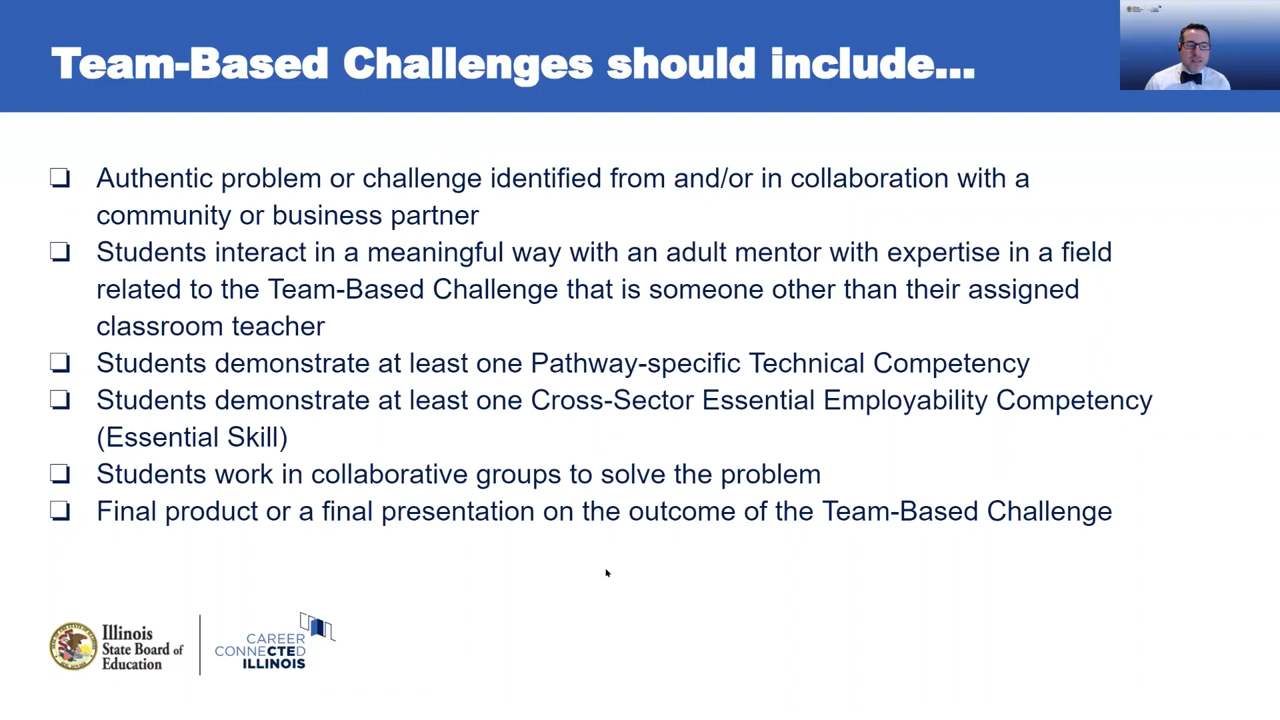 Team-Based Challenges should include...
Authentic problem or challenge identified from and/or in collaboration with a
community or business partner
Students interact in a meaningful way with an adult mentor with expertise in a field
related to the Team-Based Challenge that is someone other than their assigned
classroom teacher
Students demonstrate at least one Pathway-specific Technical Competency
Students demonstrate at least one Cross-Sector Essential Employability Competency
(Essential Skill)
Students work in collaborative groups to solve the problem
Final product or a final presentation on the outcome of the Team-Based Challenge
Illinois
State Board of
Education
CAREER
CONNECTED
ILLINOIS